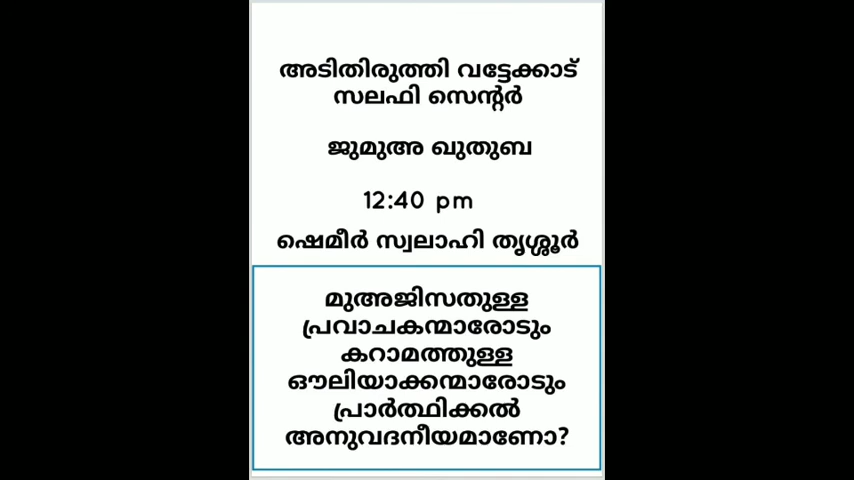 അടിതിരുത്തി വട്ടേക്കാട്
സലഫി സെന്റർ
ജുമുഅ ഖുതുബ
12:40 pm
ഷെമീർ സ്വലാഹി തൃശ്ശൂർ
മുഅജിസതുള്ള
പ്രവാചകന്മാരോടും
കറാമത്തുള്ള
ഔലിയാക്കന്മാരോടും
പ്രാർത്ഥിക്കൽ
അനുവദനീയമാണോ?